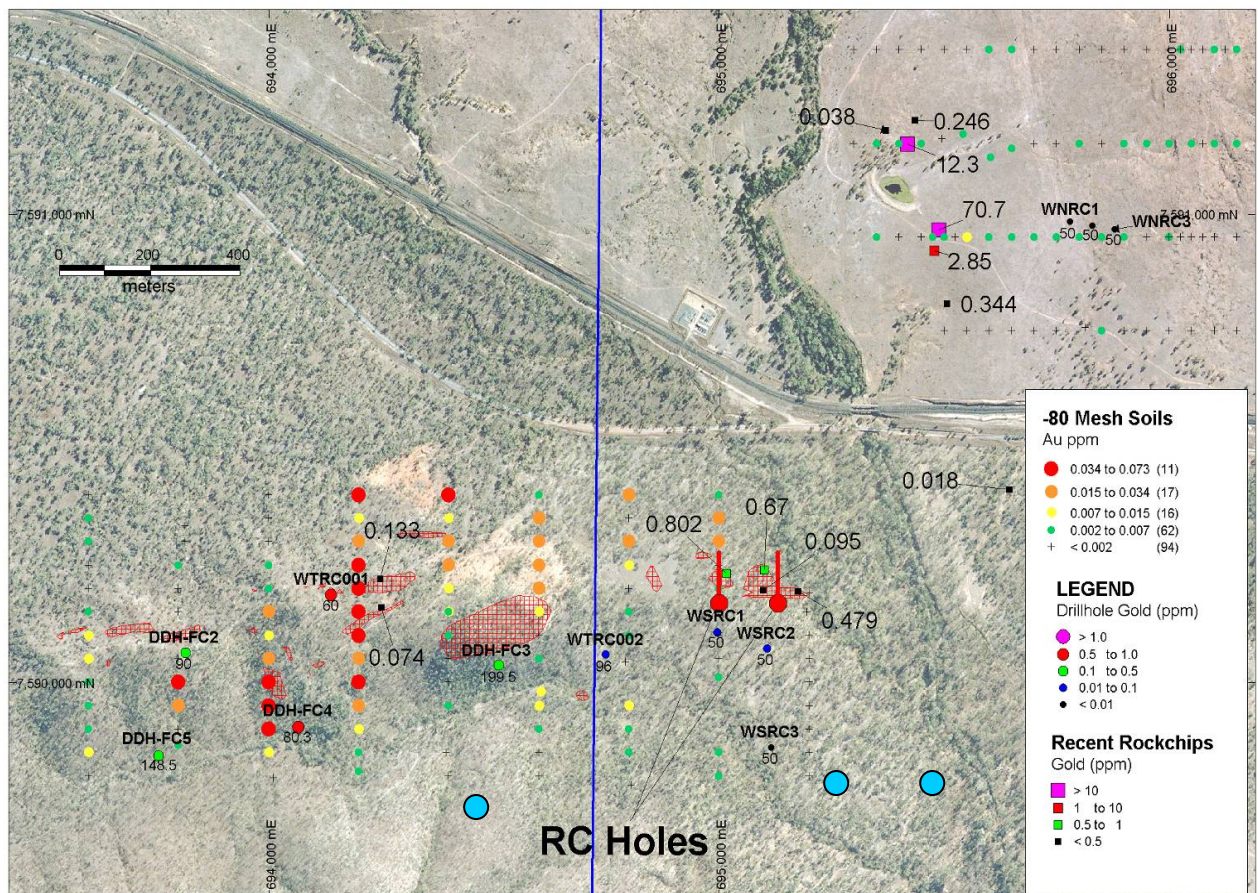 694,000 mE
695,000 mE
696,000 mE
0.038
0.246
12.3
7,591,000 mN
70.7
WNRC1
WNRC3
7,591,000 mN
50
50
50
2.85
0.344
0
200
400
meters
-80 Mesh Soils
Au ppm
0.034 to 0.073 (11)
0.015 to 0.034 (17)
0.007 to 0.015 (16)
0.002 to 0.007 (62)
< 0.002 (94)
LEGEND
Drillhole Gold (ppm)
> 1.0
0.5 to 1.0
0.1 to 0.5
0.01 to 0.1
< 0.01
Recent Rockchips
Gold (ppm)
> 10
1 to 10
0.5 to 1
< 0.5
0.018
0.67
0.802
0.133
0.095
WTRC001
60
WSRC1
50
0.479
DDH-FC2
90
0.074
DDH-FC3
199.5
WTRC002
96
WSRC2
50
7,590,000 mN
DDH-FC4
80.3
DDH-FC5
148.5
WSRC3
50
RC Holes
694,000 mE
695,000 mE